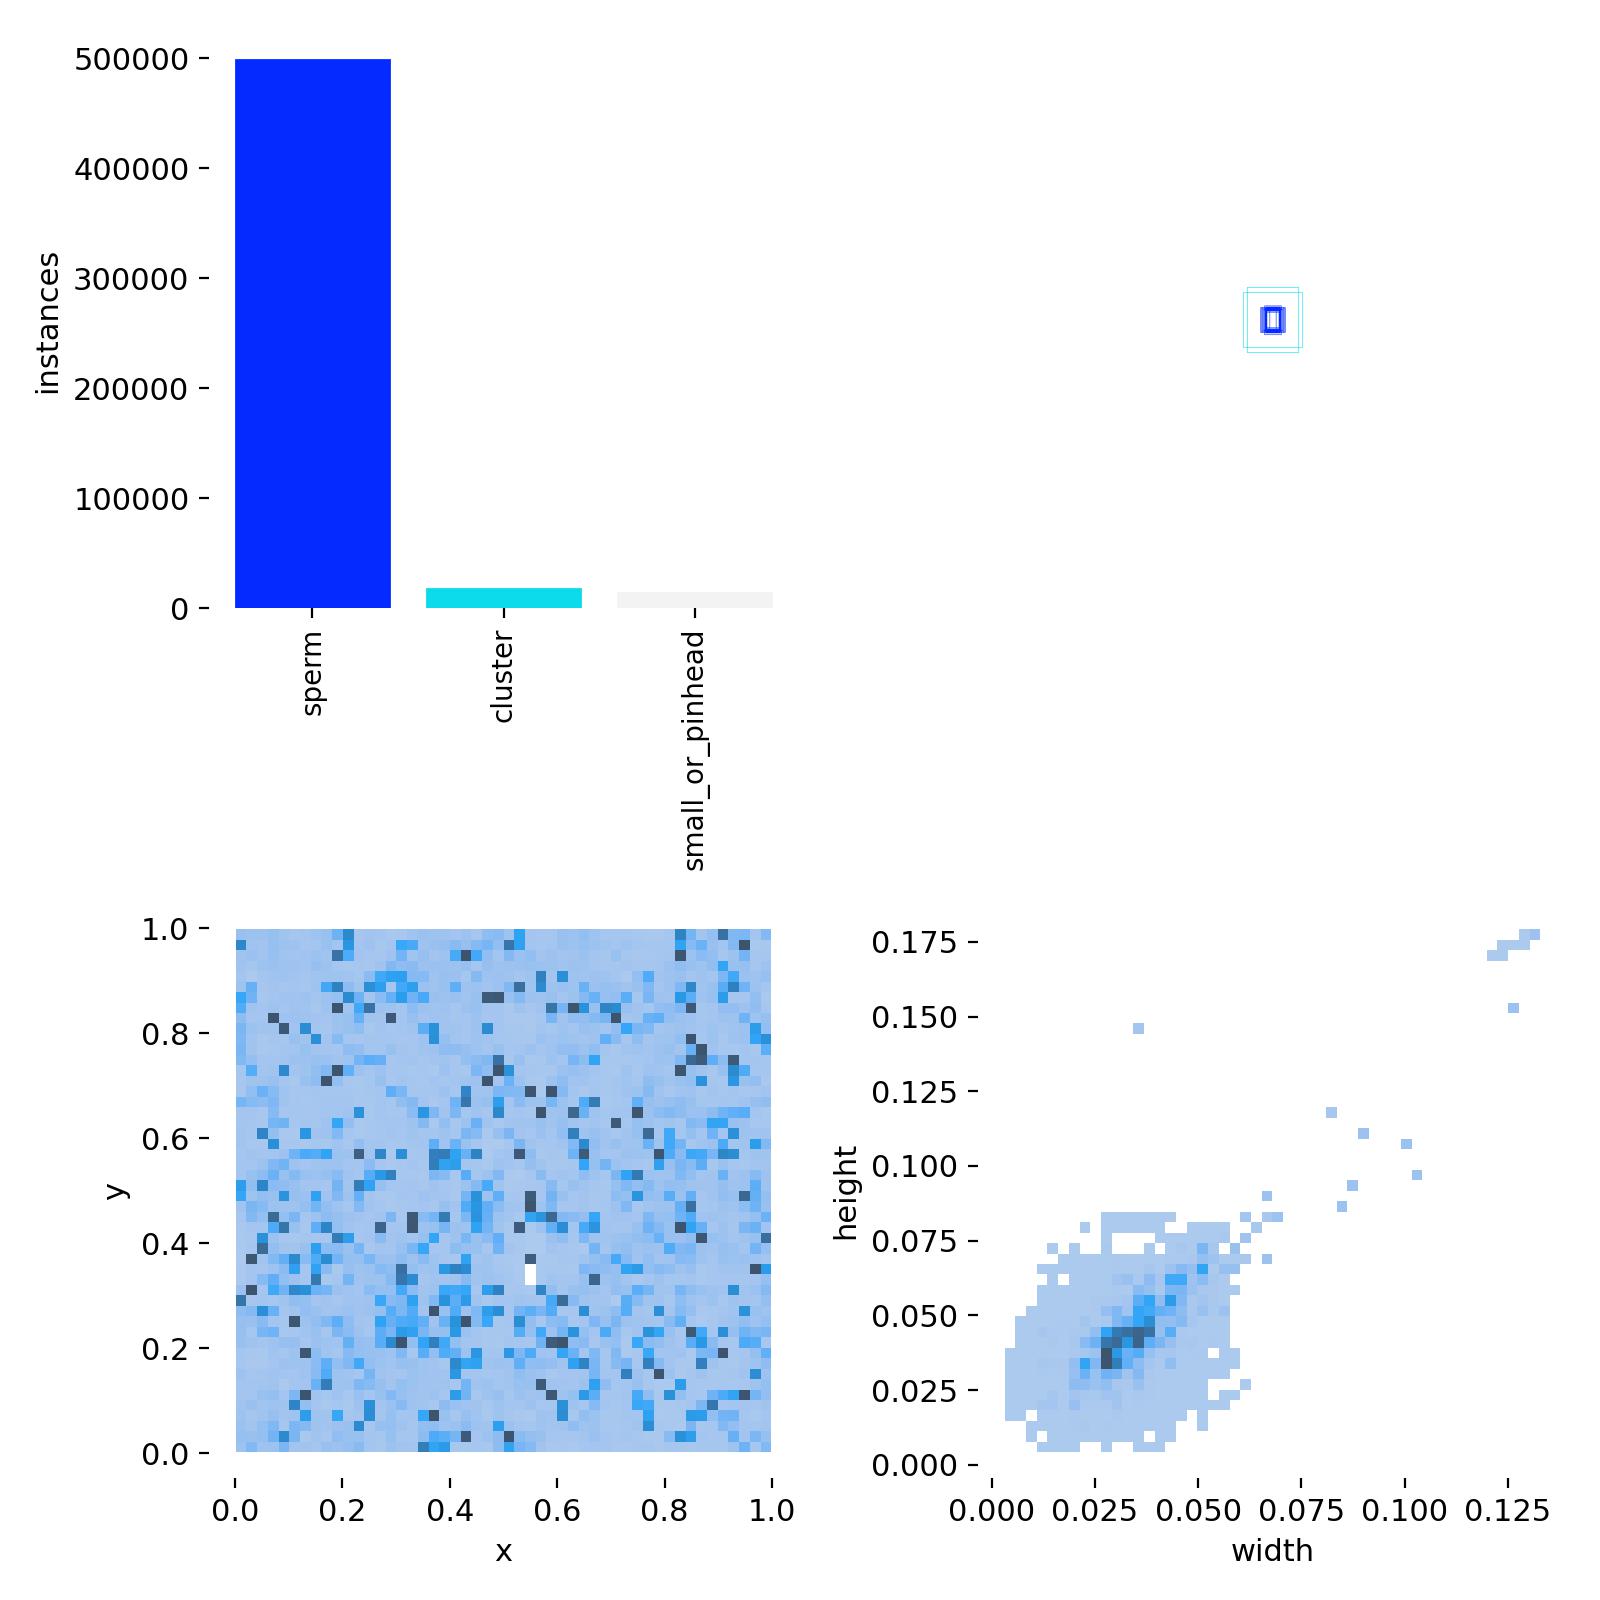 500000
400000
300000
200000
100000
0
instances
sperm
cluster
small_or_pinhead
1.0
0.8
0.6
0.4
0.2
0.0
y
0.0 0.2 0.4 0.6 0.8 1.0
x
0.175
0.150
0.125
0.100
0.075
0.050
0.025
0.000
height
0.000 0.025 0.050 0.075 0.100 0.125
width